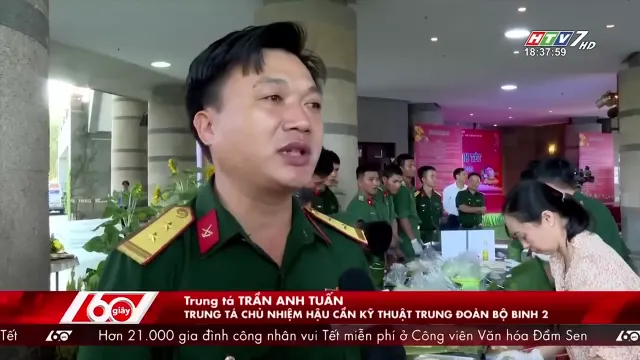 HTV7 HD
18:37:59
60 giây
Trung tá TRẦN ANH TUẤN
TRUNG TÁ CHỦ NHIỆM HẬU CẦN KỸ THUẬT TRUNG ĐOÀN BỘ BINH 2
Tết Hơn 21.000 gia đình công nhân vui Tết miễn phí ở Công viên Văn hóa Đầm Sen 60 giây